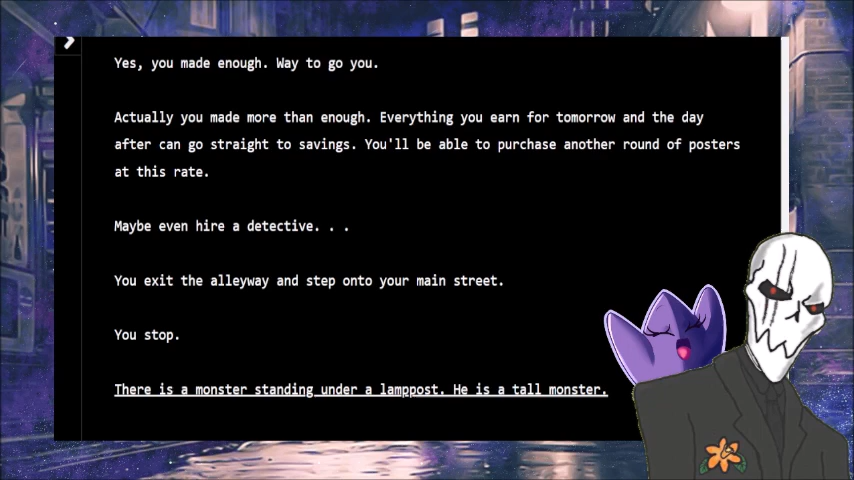 Yes, you made enough. Way to go you.
Actually you made more than enough. Everything you earn for tomorrow and the day
after can go straight to savings. You'll be able to purchase another round of posters
at this rate.
Maybe even hire a detective. . .
You exit the alleyway and step onto your main street.
You stop.
There is a monster standing under a lamppost. He is a tall monster.